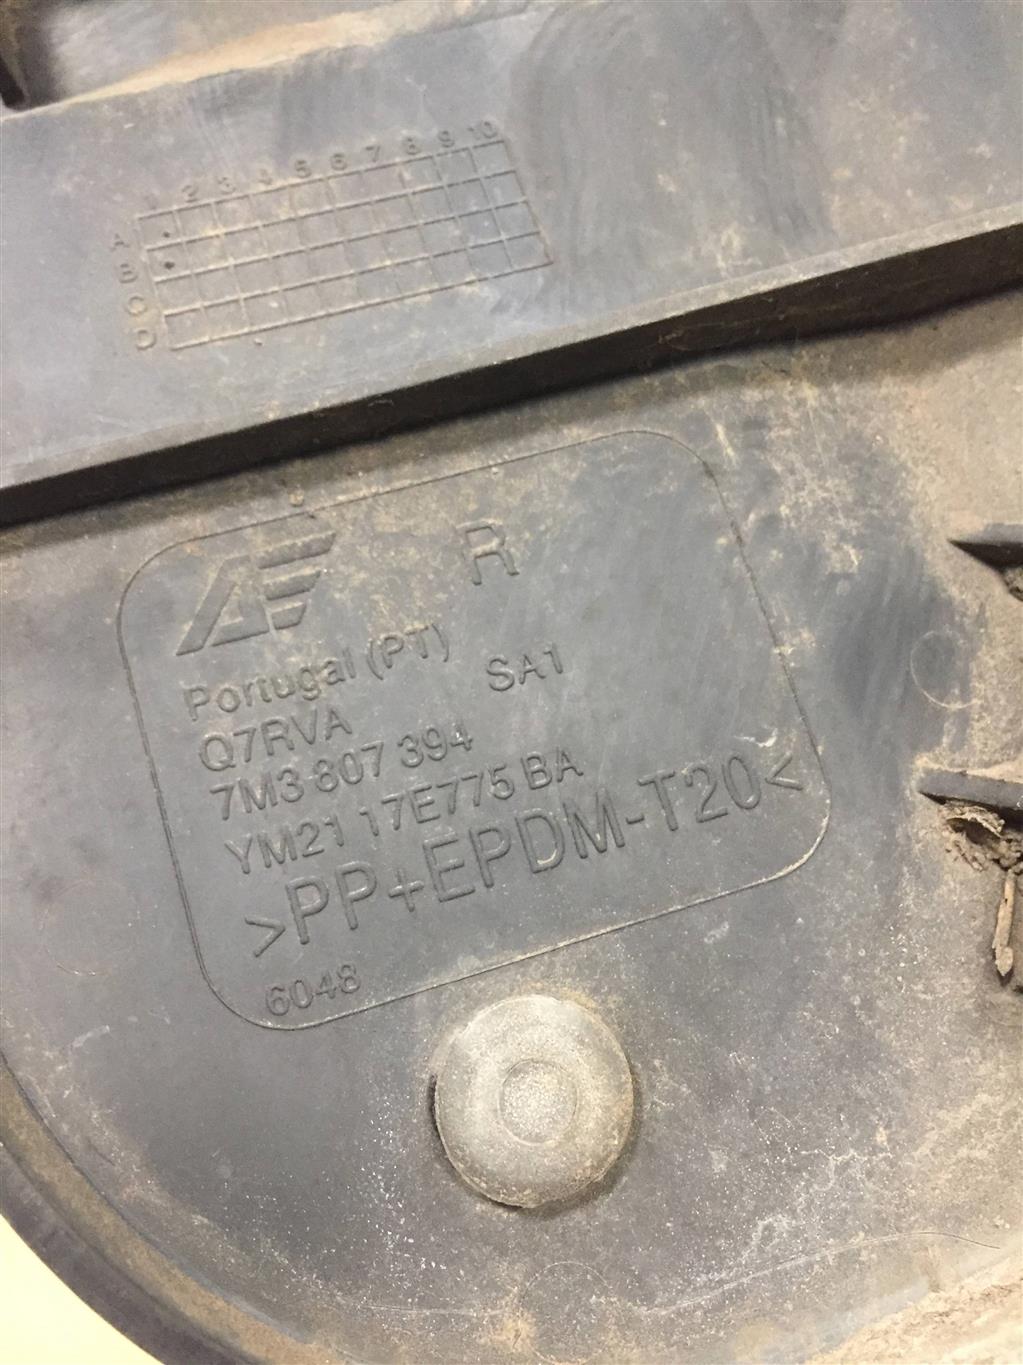 1 2 3 4 5 6 7 8 9 10
A
B
C
D
R
Portugal (PT)
SA1
Q7RVA
7M3 807 394
YM21 17E775 BA
>PP+EPDM-T20<
6048